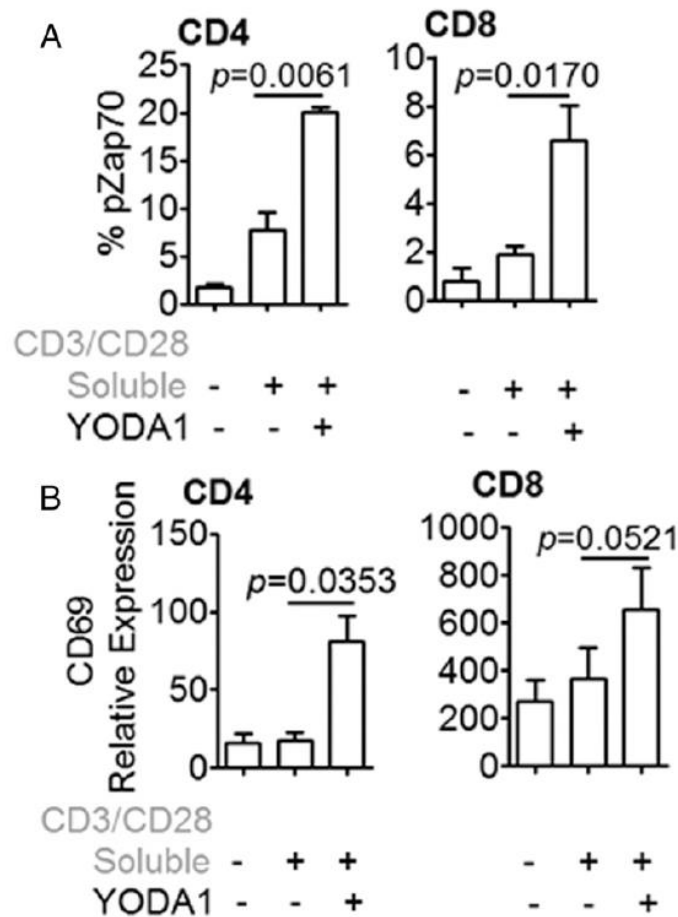 A
CD4
CD8
% pZap70
25
20
15
10
5
0
p=0.0061
10
8
6
4
2
0
p=0.0170
CD3/CD28
Soluble - + + - + +
YODA1 - - + - - +
B
CD4
CD8
CD69
Relative Expression
150
100
50
0
p=0.0353
1000
800
600
400
200
0
p=0.0521
CD3/CD28
Soluble - + + - + +
YODA1 - - + - - +